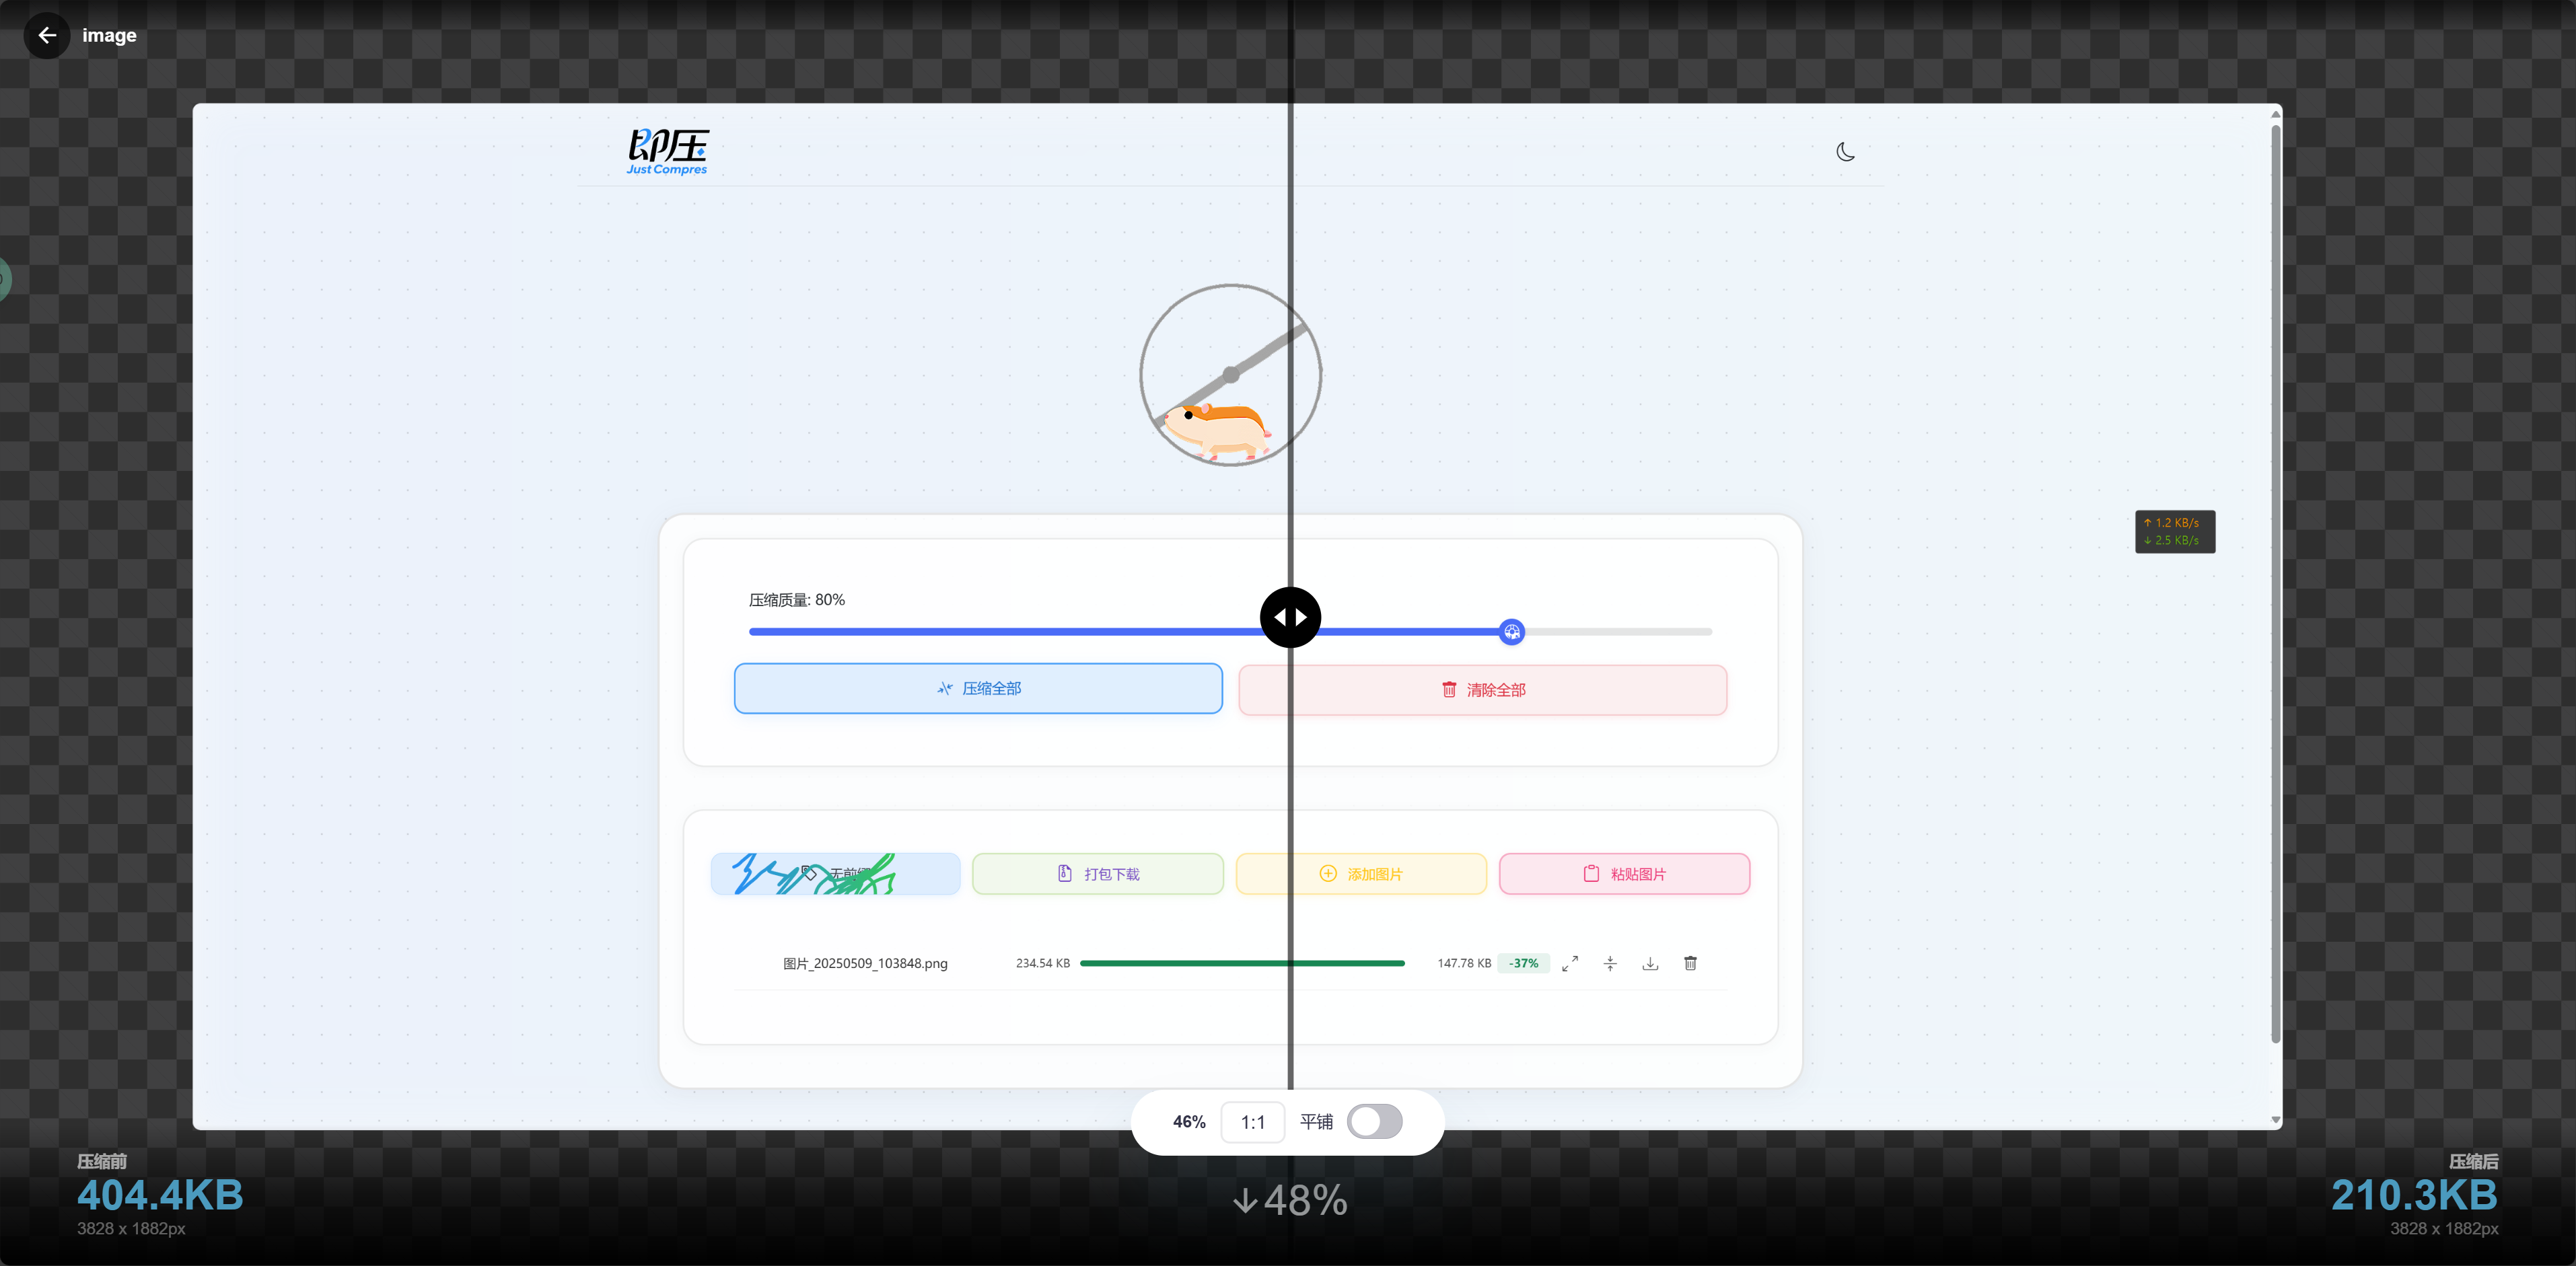 image
即压
Just Compres
↑ 1.2 KB/s
↓ 2.5 KB/s
压缩质量: 80%
压缩全部
清除全部
无前
打包下载
添加图片
粘贴图片
图片_20250509_103848.png
234.54 KB
147.78 KB
-37%
46%
1:1
平铺
压缩前
404.4KB
3828 x 1882px
↓48%
压缩后
210.3KB
3828 x 1882px